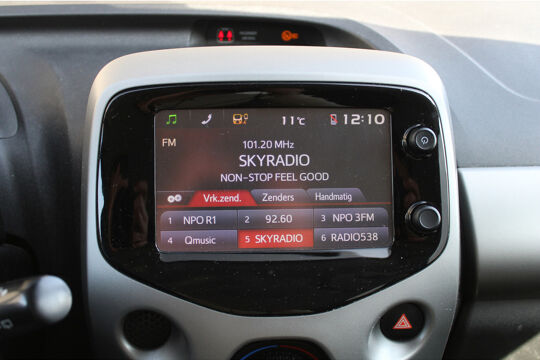 11°C 12:10
FM
101.20 MHz
SKYRADIO
NON-STOP FEEL GOOD
Vrk.zend. Zenders Handmatig
1 NPO R1 2 92.60 3 NPO 3FM
4 Qmusic 5 SKYRADIO 6 RADIO538